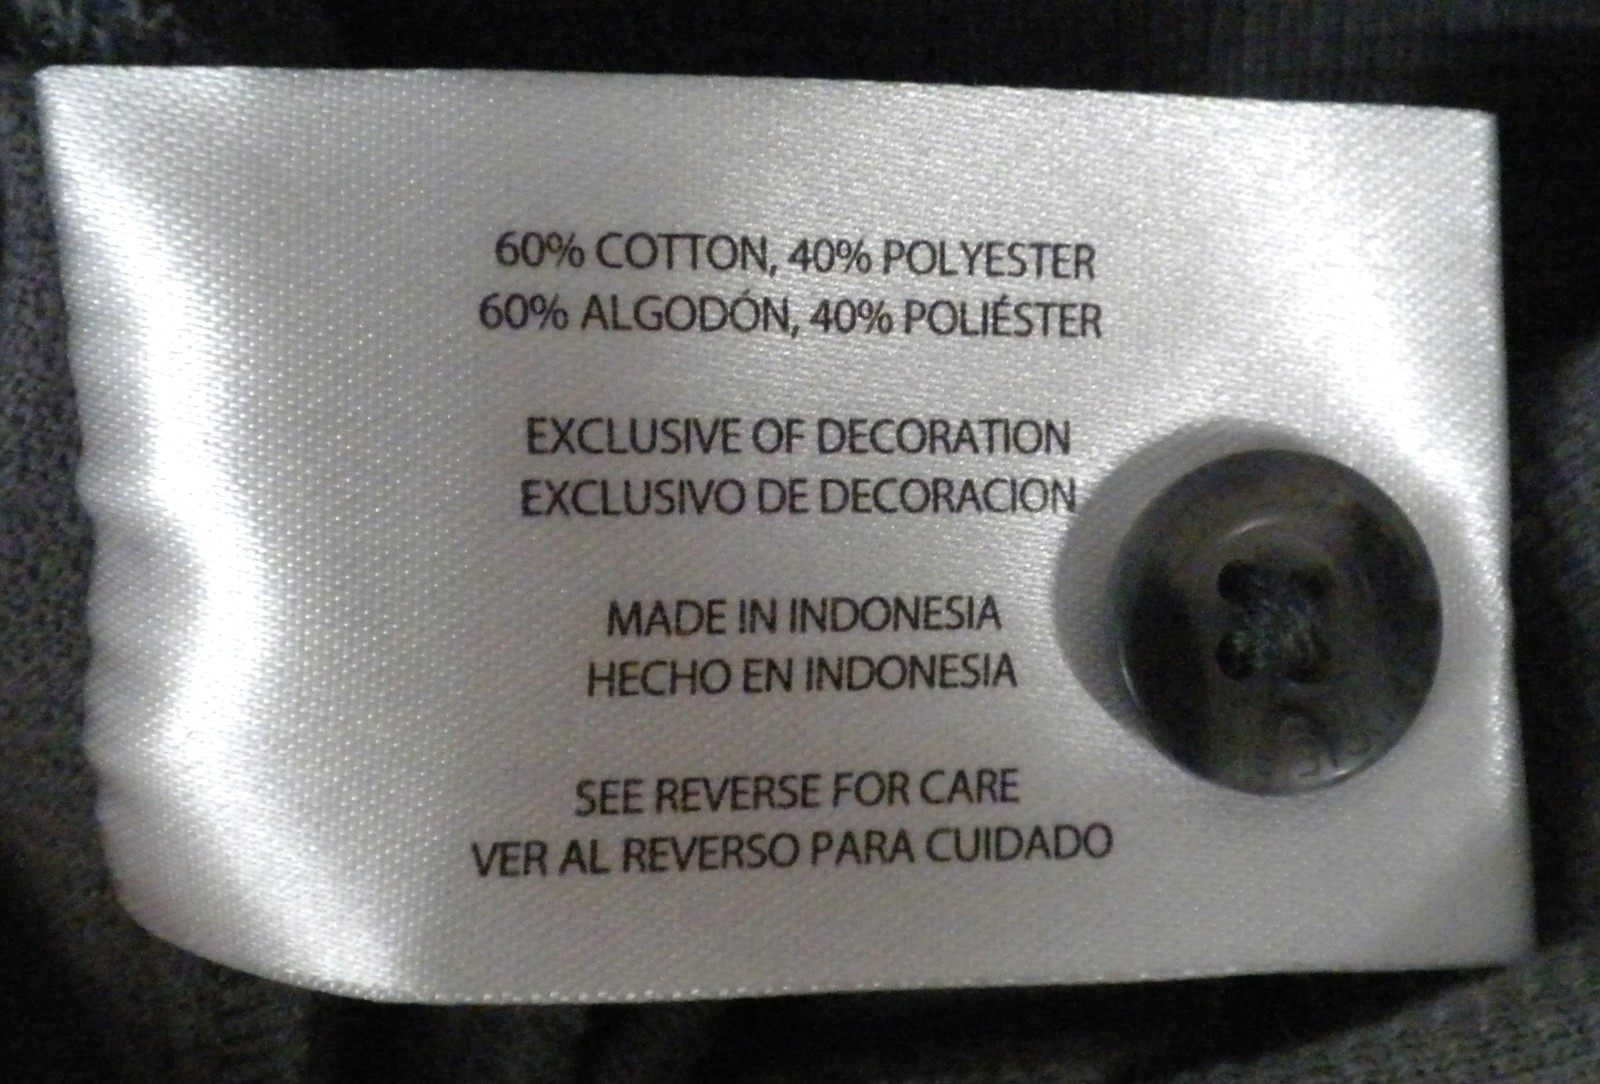 60% COTTON, 40% POLYESTER
60% ALGODÓN, 40% POLIÉSTER
EXCLUSIVE OF DECORATION
EXCLUSIVO DE DECORACION
MADE IN INDONESIA
HECHO EN INDONESIA
SEE REVERSE FOR CARE
VER AL REVERSO PARA CUIDADO